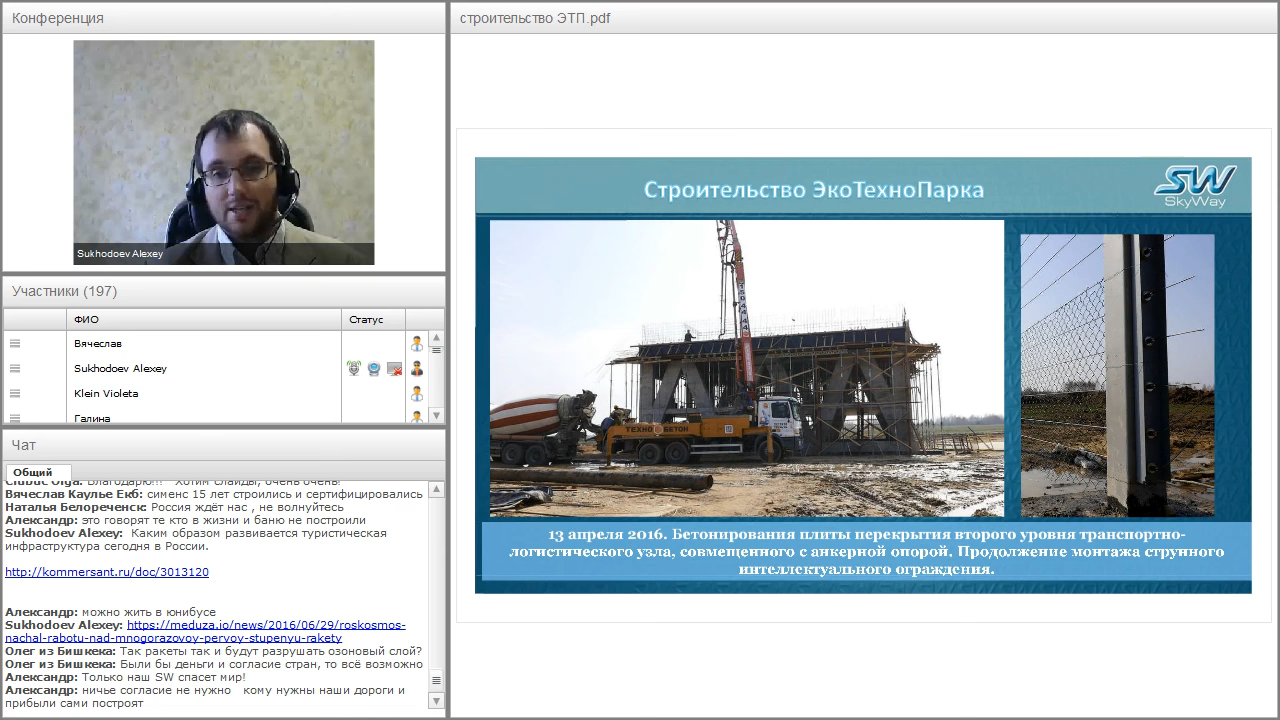 Конференция
Sukhodoev Alexey
Участники (197)
ФИО
Статус
Вячеслав
Sukhodoev Alexey
Klein Violeta
Галина
Чат
Общий
Olga: Благодарю!!! Хотим слайды, очень очень!
Вячеслав Каулье Екб: сименс 15 лет строились к сертифицировались
Наталья Белореченск: Россия ждёт нас , не волнуйтесь
Александр: это говорят те кто в жизни и баню не построили
Sukhodoev Alexey: Каким образом развивается туристическая
инфраструктура сегодня в России.
http://kommersant.ru/doc/3013120
Александр: можно жить в юнибусе
Sukhodoev Alexey: https://meduza.io/news/2016/06/29/roskosmos-
nachal-rabotu-nad-mnogorazovoy-pervoy-stupenyu-rakety
Олег из Бишкека: Так ракеты так и будут разрушать озоновый слой?
Олег из Бишкека: Были бы деньги и согласие стран, то всё возможно
Александр: Только наш SW спасет мир!
Александр: ничье согласие не нужно кому нужны наши дороги и
прибыли сами построят
строительство ЭТП.pdf
Строительство ЭкоТехноПарка
SW
SkyWay
ТЕХНО БЕТОН
13 апреля 2016. Бетонирования плиты перекрытия второго уровня транспортно-
логистического узла, совмещенного с анкерной опорой. Продолжение монтажа струнного
интеллектуального ограждения.